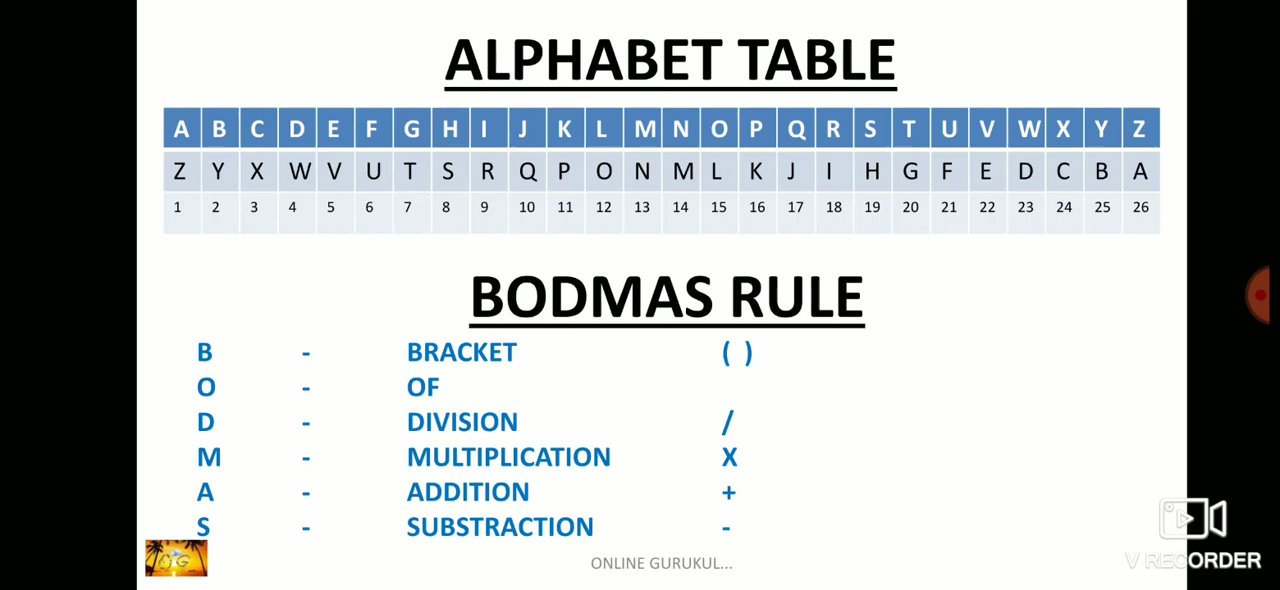 ALPHABET TABLE
A B C D E F G H I J K L M N O P Q R S T U V W X Y Z
Z Y X W V U T S R Q P O N M L K J I H G F E D C B A
1 2 3 4 5 6 7 8 9 10 11 12 13 14 15 16 17 18 19 20 21 22 23 24 25 26
BODMAS RULE
B - BRACKET ( )
O - OF
D - DIVISION /
M - MULTIPLICATION X
A - ADDITION +
S - SUBSTRACTION -
ONLINE GURUKUL...
V RECORDER